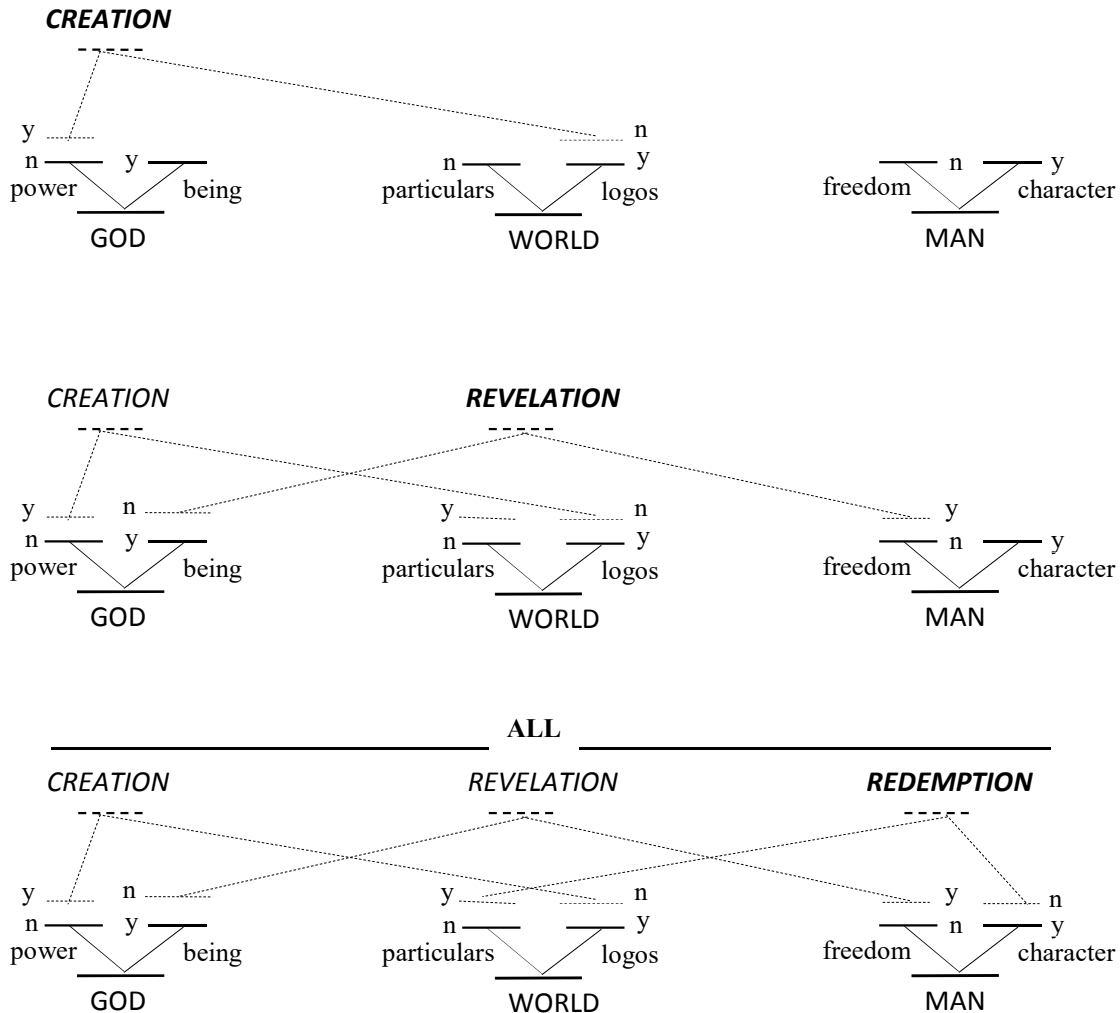 CREATION
y n
n y n y n y
power being particulars logos freedom character
GOD WORLD MAN
CREATION REVELATION
y n y n y
n y n y n y
power being particulars logos freedom character
GOD WORLD MAN
ALL
CREATION REVELATION REDEMPTION
y n y n y n
n y n y n y
power being particulars logos freedom character
GOD WORLD MAN